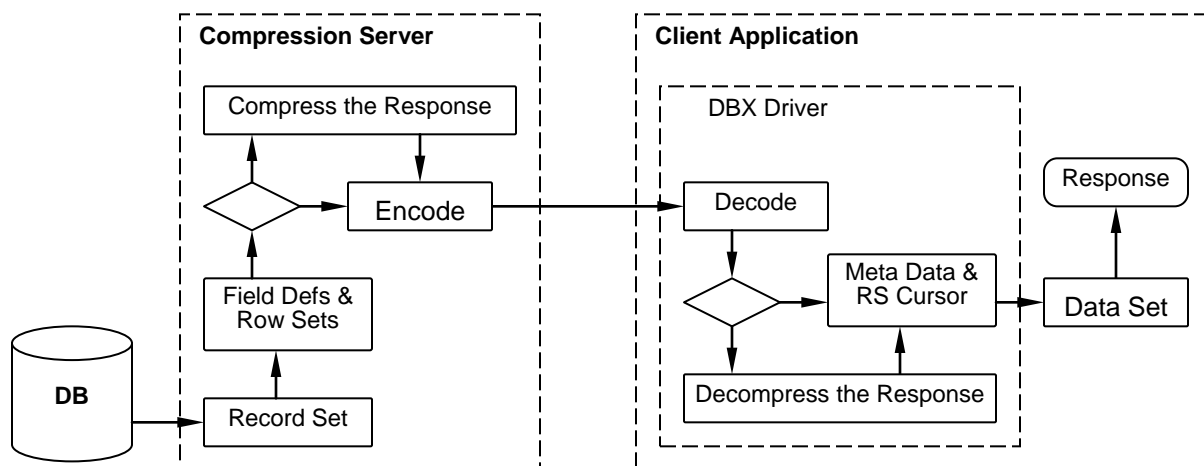 Compression Server
Compress the Response
Encode
Field Defs &
Row Sets
Record Set
DB
Client Application
DBX Driver
Decode
Meta Data &
RS Cursor
Decompress the Response
Data Set
Response